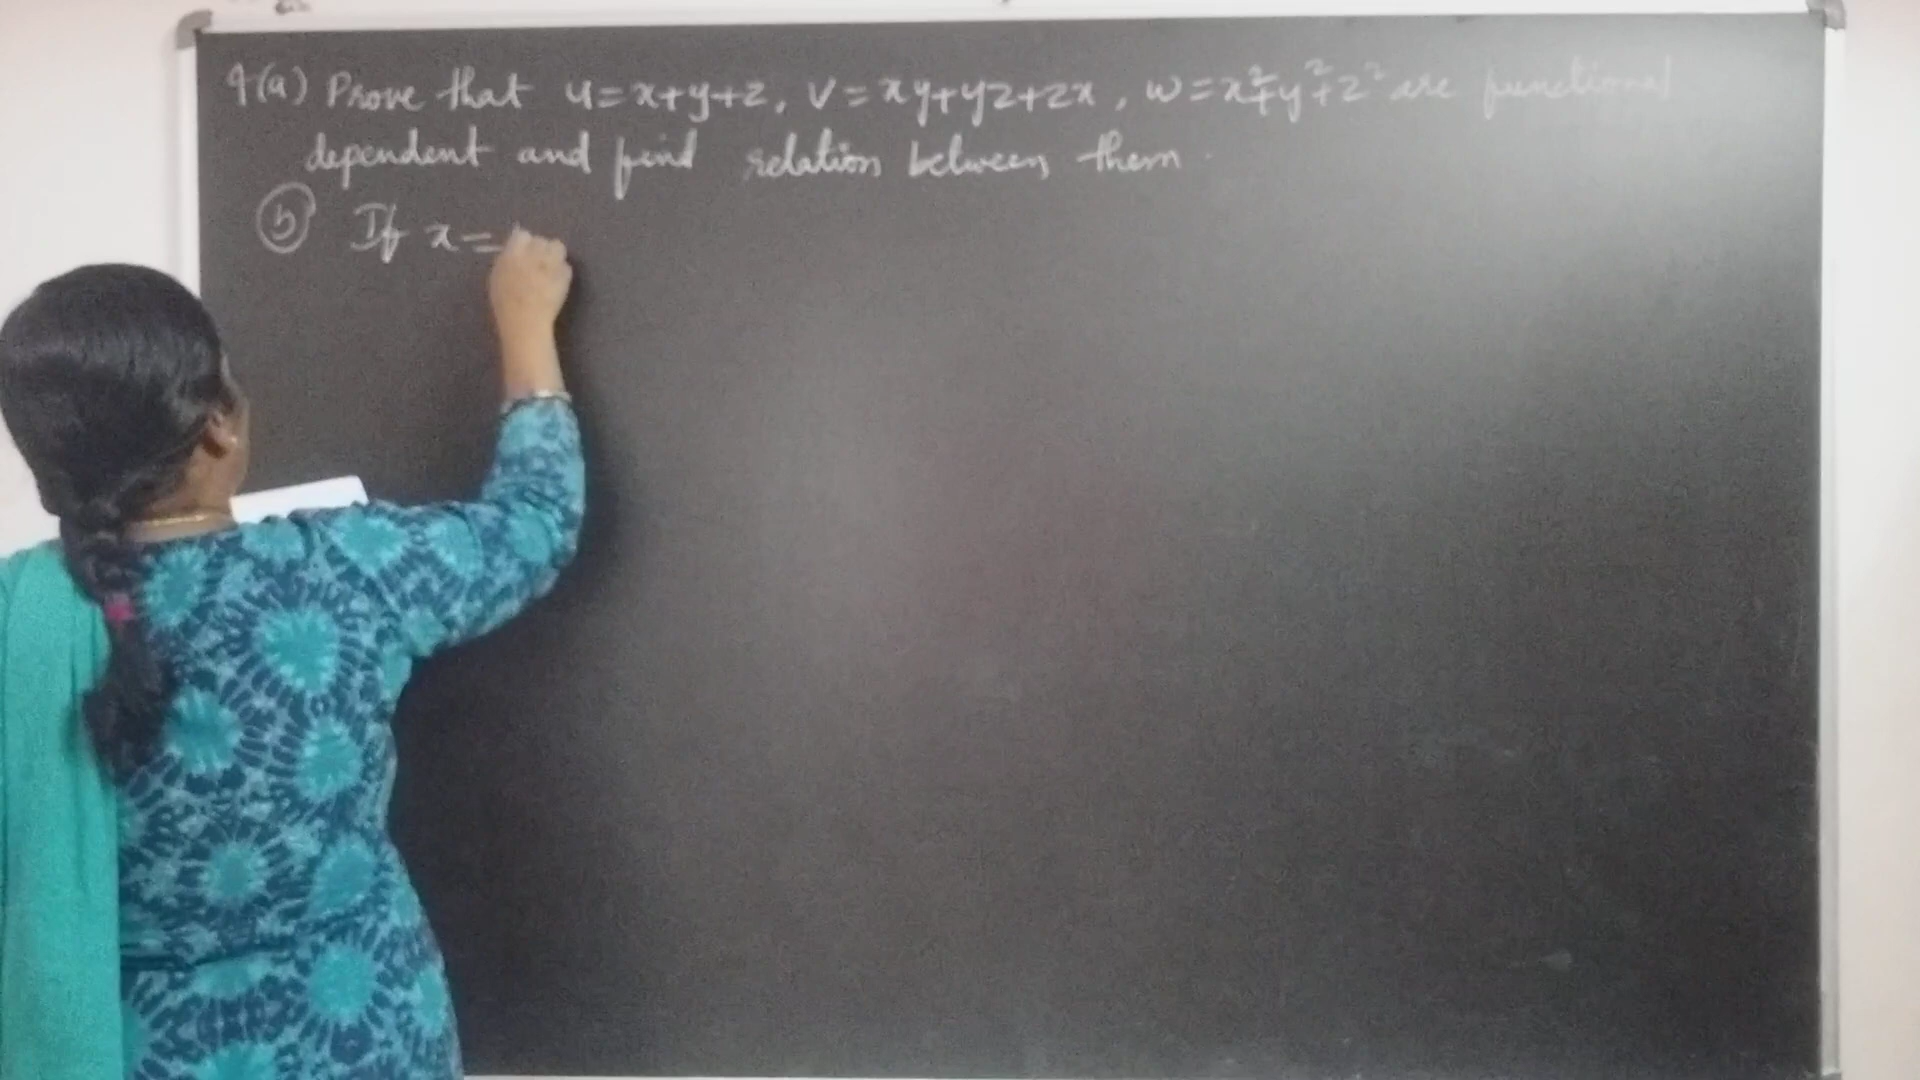 9(a) Prove that u=x+y+z, v=xy+yz+zx, w=x²+y²+z² are functional
dependent and find relation between them.
(b) If x=